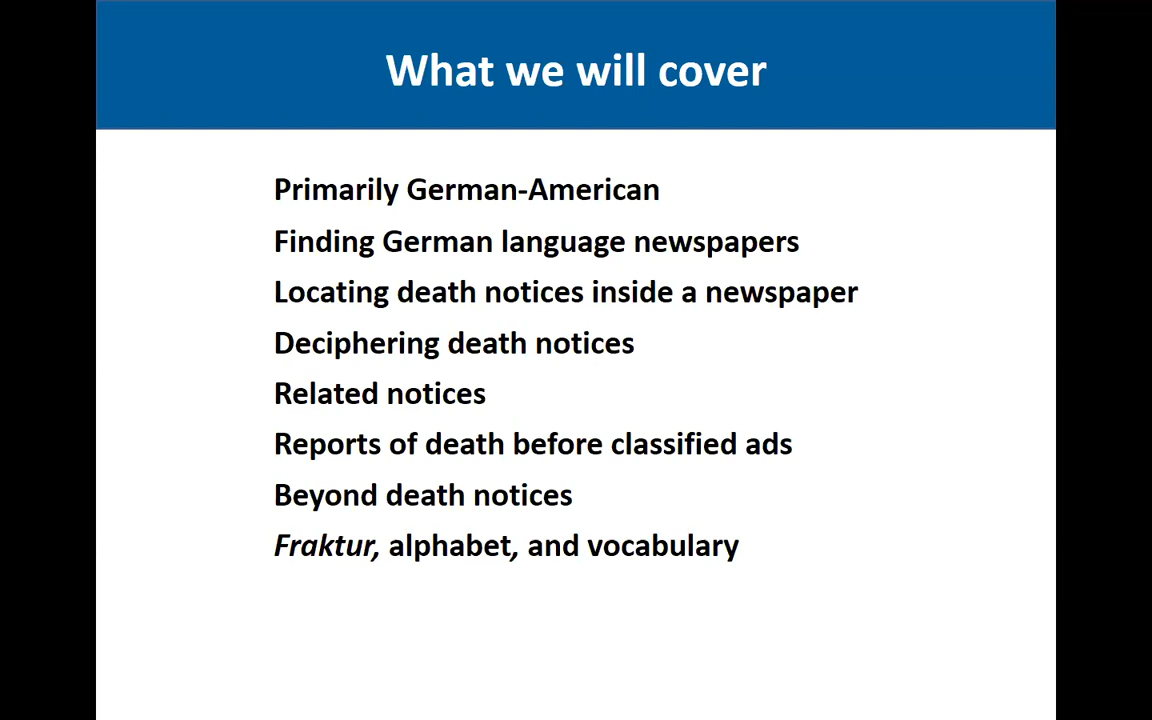 What we will cover
Primarily German-American
Finding German language newspapers
Locating death notices inside a newspaper
Deciphering death notices
Related notices
Reports of death before classified ads
Beyond death notices
Fraktur, alphabet, and vocabulary